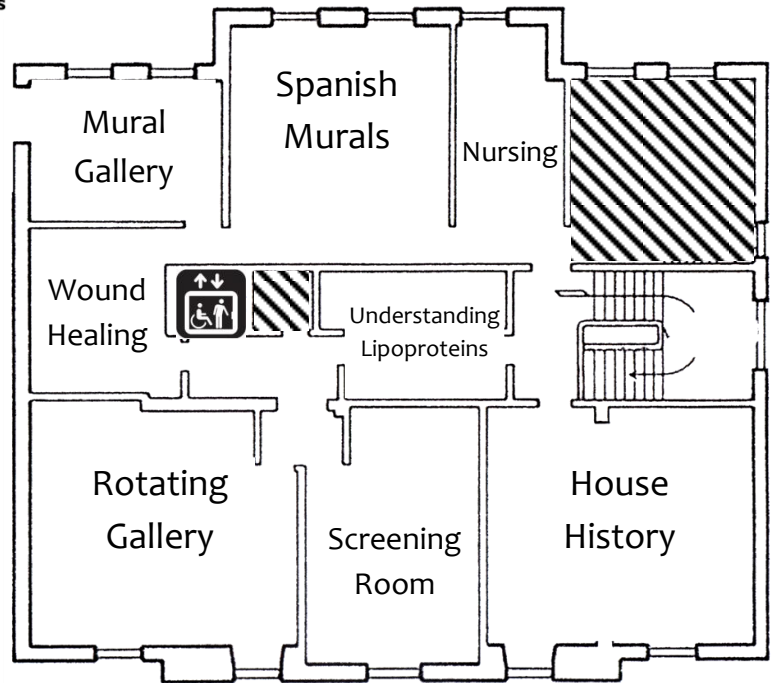 s
Spanish
Murals
Mural
Gallery
Nursing
Wound
Healing
Understanding
Lipoproteins
Rotating
Gallery
House
History
Screening
Room